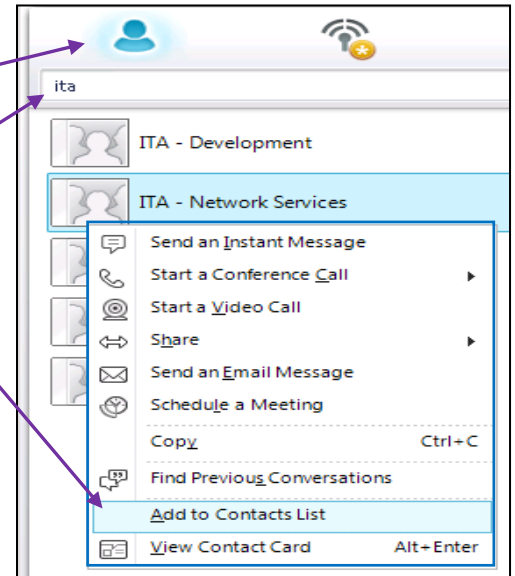 ita
ITA - Development
ITA - Network Services
Send an Instant Message
Start a Conference Call
Start a Video Call
Share
Send an Email Message
Schedule a Meeting
Copy Ctrl+C
Find Previous Conversations
Add to Contacts List
View Contact Card Alt+Enter